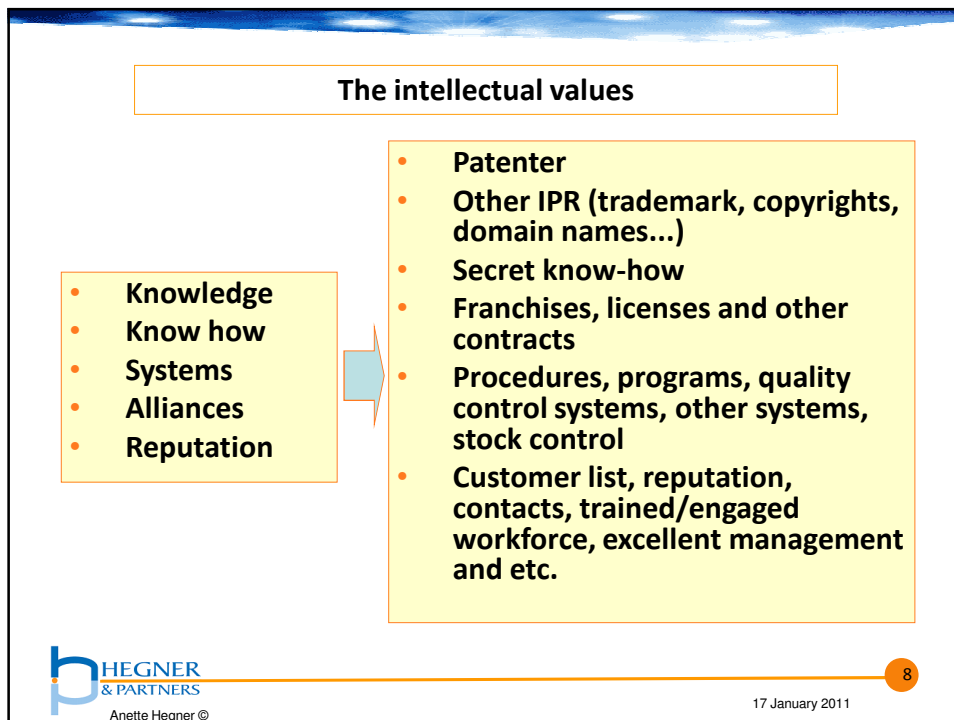 The intellectual values
• Knowledge
• Know how
• Systems
• Alliances
• Reputation
• Patenter
• Other IPR (trademark, copyrights,
domain names...)
• Secret know-how
• Franchises, licenses and other
contracts
• Procedures, programs, quality
control systems, other systems,
stock control
• Customer list, reputation,
contacts, trained/engaged
workforce, excellent management
and etc.
HEGNER
& PARTNERS
Anette Hegner ©
17 January 2011
8